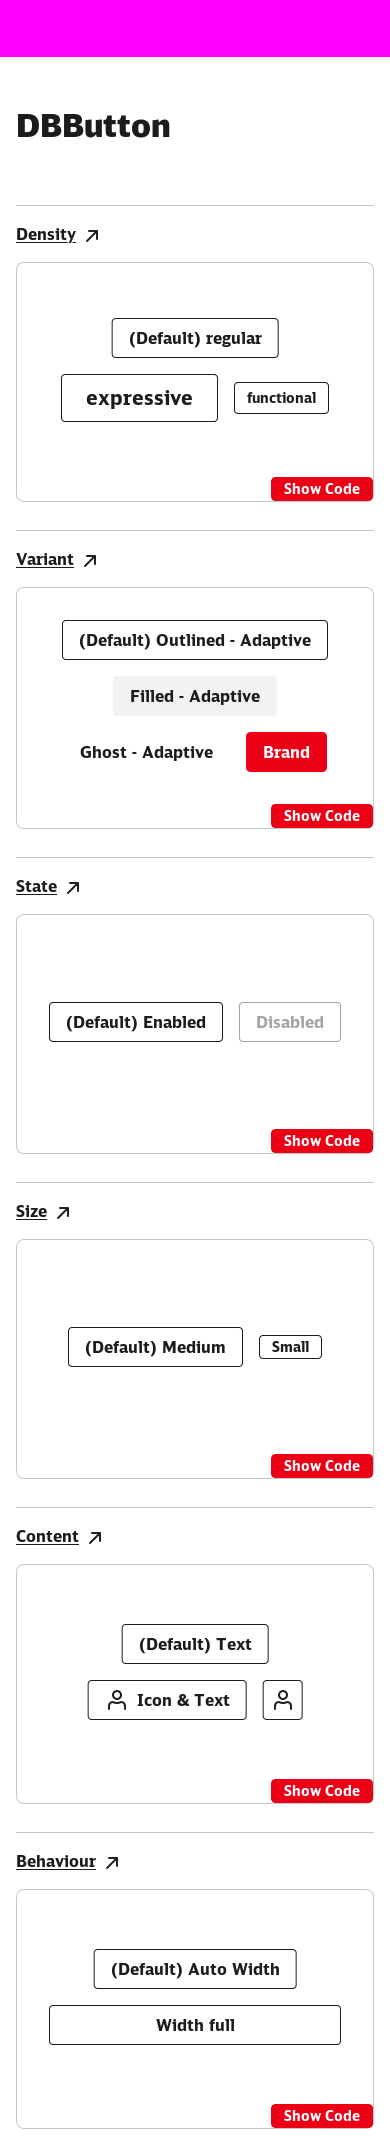 DBButton
Density
(Default) regular
expressive functional
Show Code
Variant
(Default) Outlined - Adaptive
Filled - Adaptive
Ghost - Adaptive Brand
Show Code
State
(Default) Enabled Disabled
Show Code
Size
(Default) Medium Small
Show Code
Content
(Default) Text
Icon & Text
Show Code
Behaviour
(Default) Auto Width
Width full
Show Code